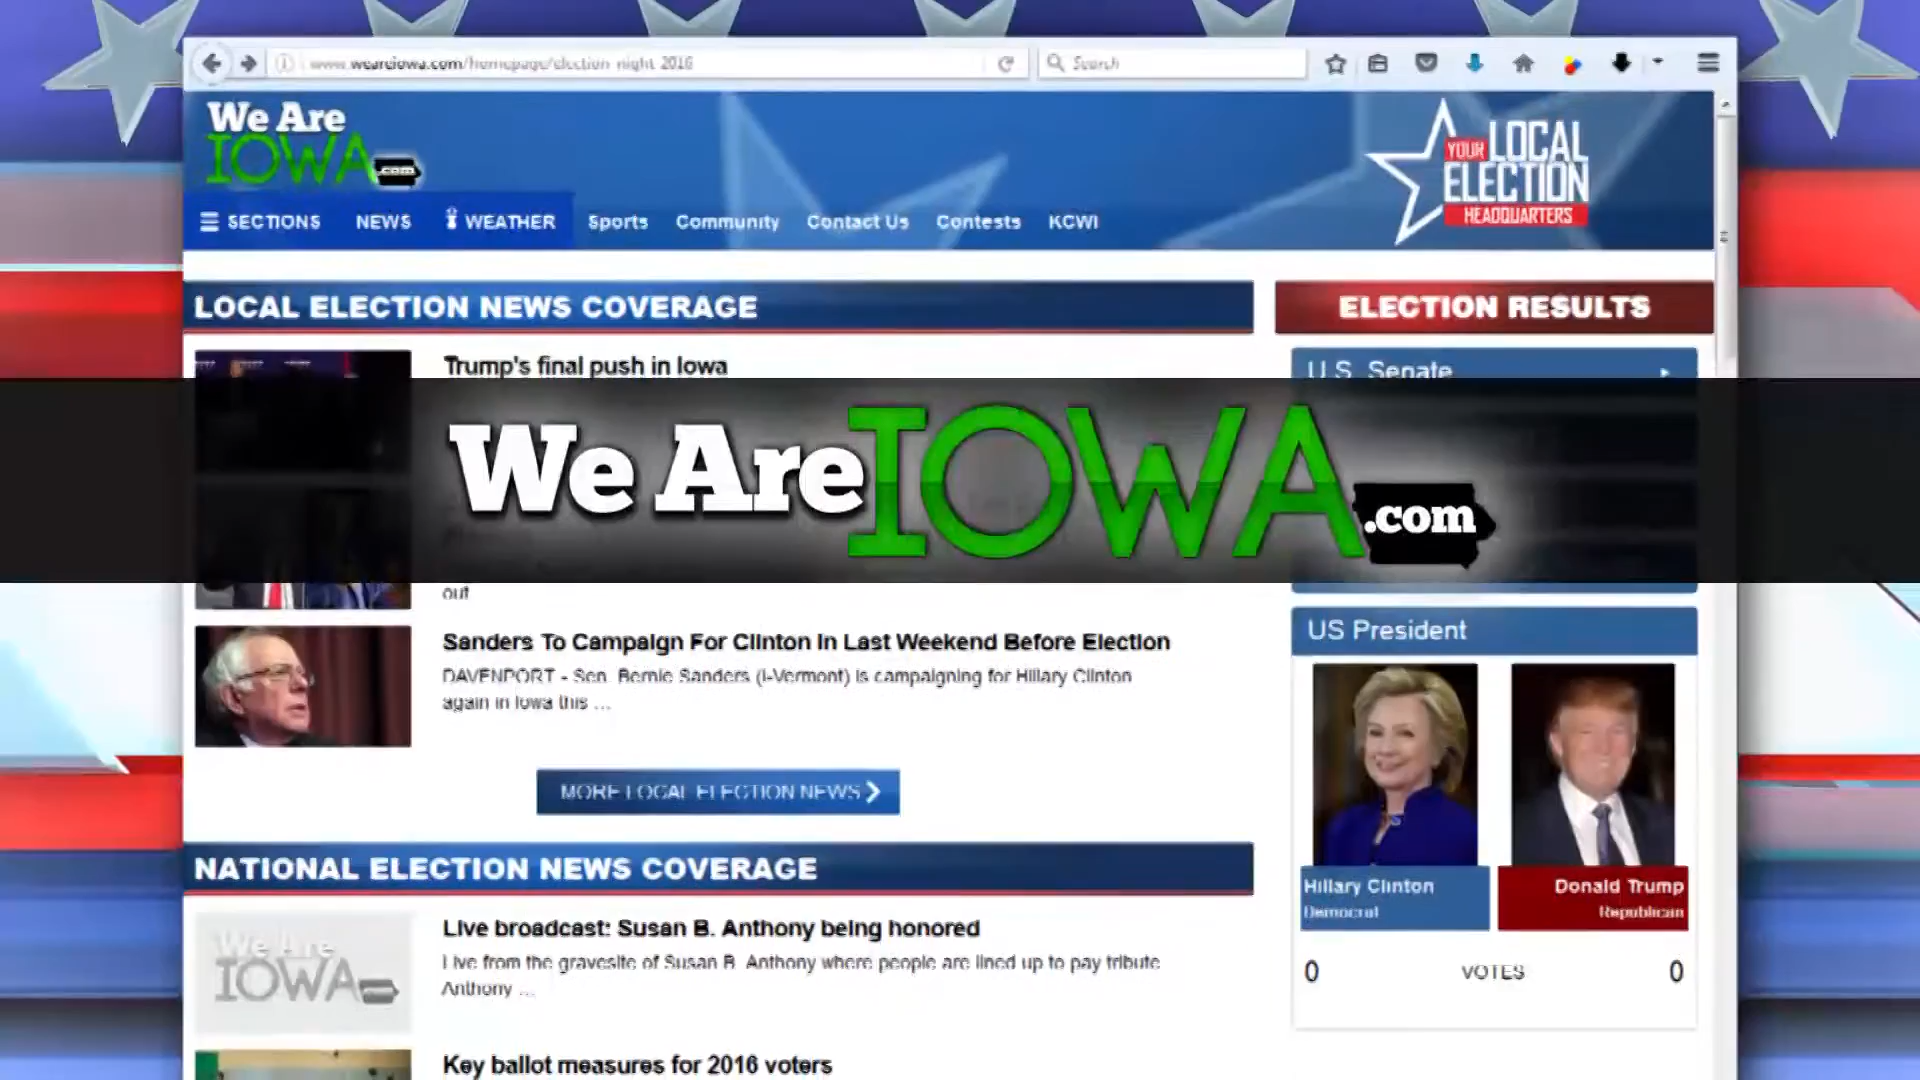 www.weareiowa.com/homepage/election-night-2016
Search
We Are
IOWA
.com
YOUR LOCAL
ELECTION
HEADQUARTERS
SECTIONS NEWS WEATHER Sports Community Contact Us Contests KCWI
LOCAL ELECTION NEWS COVERAGE
ELECTION RESULTS
Trump's final push in Iowa
U.S. Senate
We Are IOWA .com
out
Sanders To Campaign For Clinton In Last Weekend Before Election
DAVENPORT - Sen. Bernie Sanders (I-Vermont) is campaigning for Hillary Clinton
again in Iowa this ...
MORE LOCAL ELECTION NEWS
US President
Hillary Clinton
Democrat
Donald Trump
Republican
0 VOTES 0
NATIONAL ELECTION NEWS COVERAGE
We Are
IOWA
Live broadcast: Susan B. Anthony being honored
Live from the gravesite of Susan B. Anthony where people are lined up to pay tribute
Anthony ...
Key ballot measures for 2016 voters